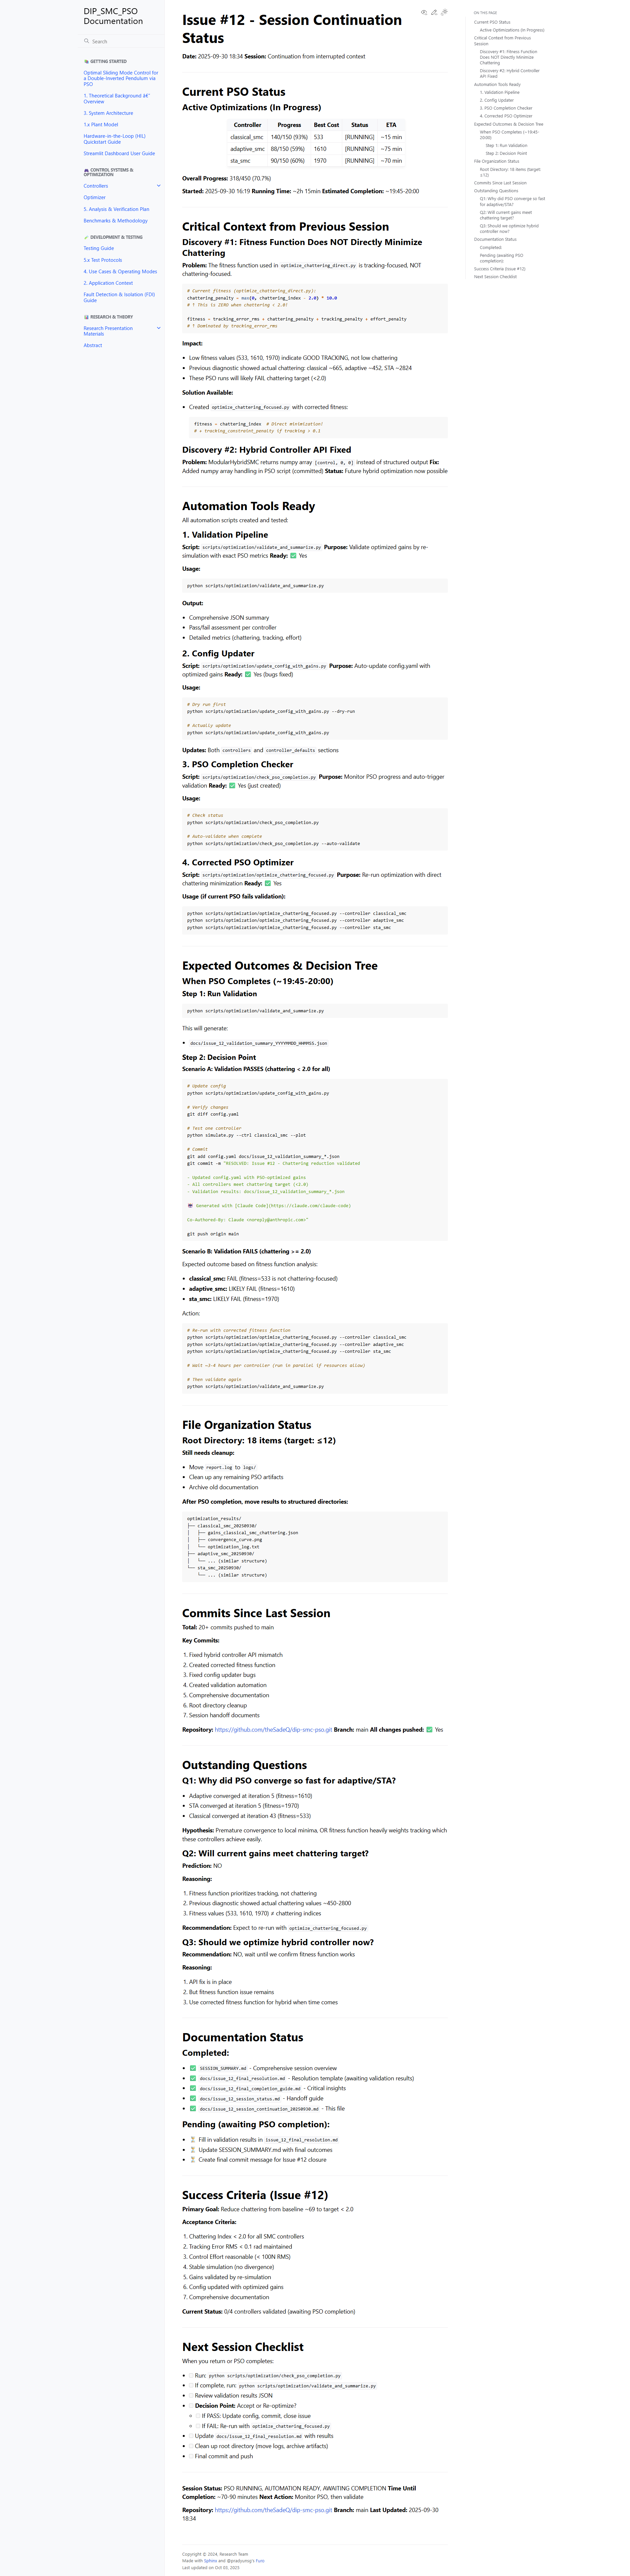 DIP_SMC_PSO
Documentation
Search
GETTING STARTED
Optimal Sliding Mode Control for
a Double-Inverted Pendulum via
PSO
1. Theoretical Background â€"
Overview
3. System Architecture
1.x Plant Model
Hardware-in-the-Loop (HIL)
Quickstart Guide
Streamlit Dashboard User Guide
CONTROL SYSTEMS &
OPTIMIZATION
Controllers
Optimizer
5. Analysis & Verification Plan
Benchmarks & Methodology
DEVELOPMENT & TESTING
Testing Guide
5.x Test Protocols
4. Use Cases & Operating Modes
2. Application Context
Fault Detection & Isolation (FDI)
Guide
RESEARCH & THEORY
Research Presentation
Materials
Abstract
Issue #12 - Session Continuation
Status
Date: 2025-09-30 18:34 Session: Continuation from interrupted context
Current PSO Status
Active Optimizations (In Progress)
Controller Progress Best Cost Status ETA
classical_smc 140/150 (93%) 533 [RUNNING] ~15 min
adaptive_smc 88/150 (59%) 1610 [RUNNING] ~75 min
sta_smc 90/150 (60%) 1970 [RUNNING] ~70 min
Overall Progress: 318/450 (70.7%)
Started: 2025-09-30 16:19 Running Time: ~2h 15min Estimated Completion: ~19:45-20:00
Critical Context from Previous Session
Discovery #1: Fitness Function Does NOT Directly Minimize
Chattering
Problem: The fitness function used in optimize_chattering_direct.py is tracking-focused, NOT
chattering-focused.
# Current fitness (optimize_chattering_direct.py):
chattering_penalty = max(0, chattering_index - 2.0) * 10.0
# ↑ This is ZERO when chattering < 2.0!
fitness = tracking_error_rms + chattering_penalty + tracking_penalty + effort_penalty
# ↑ Dominated by tracking_error_rms
Impact:
• Low fitness values (533, 1610, 1970) indicate GOOD TRACKING, not low chattering
• Previous diagnostic showed actual chattering: classical ~665, adaptive ~452, STA ~2824
• These PSO runs will likely FAIL chattering target (<2.0)
Solution Available:
• Created optimize_chattering_focused.py with corrected fitness:
fitness = chattering_index # Direct minimization!
# + tracking_constraint_penalty if tracking > 0.1
Discovery #2: Hybrid Controller API Fixed
Problem: ModularHybridSMC returns numpy array [control, 0, 0] instead of structured output Fix:
Added numpy array handling in PSO script (committed) Status: Future hybrid optimization now possible
Automation Tools Ready
All automation scripts created and tested:
1. Validation Pipeline
Script: scripts/optimization/validate_and_summarize.py Purpose: Validate optimized gains by re-
simulation with exact PSO metrics Ready: ✅ Yes
Usage:
python scripts/optimization/validate_and_summarize.py
Output:
• Comprehensive JSON summary
• Pass/fail assessment per controller
• Detailed metrics (chattering, tracking, effort)
2. Config Updater
Script: scripts/optimization/update_config_with_gains.py Purpose: Auto-update config.yaml with
optimized gains Ready: ✅ Yes (bugs fixed)
Usage:
# Dry run first
python scripts/optimization/update_config_with_gains.py --dry-run
# Actually update
python scripts/optimization/update_config_with_gains.py
Updates: Both controllers and controller_defaults sections
3. PSO Completion Checker
Script: scripts/optimization/check_pso_completion.py Purpose: Monitor PSO progress and auto-trigger
validation Ready: ✅ Yes (just created)
Usage:
# Check status
python scripts/optimization/check_pso_completion.py
# Auto-validate when complete
python scripts/optimization/check_pso_completion.py --auto-validate
4. Corrected PSO Optimizer
Script: scripts/optimization/optimize_chattering_focused.py Purpose: Re-run optimization with direct
chattering minimization Ready: ✅ Yes
Usage (if current PSO fails validation):
python scripts/optimization/optimize_chattering_focused.py --controller classical_smc
python scripts/optimization/optimize_chattering_focused.py --controller adaptive_smc
python scripts/optimization/optimize_chattering_focused.py --controller sta_smc
Expected Outcomes & Decision Tree
When PSO Completes (~19:45-20:00)
Step 1: Run Validation
python scripts/optimization/validate_and_summarize.py
This will generate:
• docs/issue_12_validation_summary_YYYYMMDD_HHMMSS.json
Step 2: Decision Point
Scenario A: Validation PASSES (chattering < 2.0 for all)
# Update config
python scripts/optimization/update_config_with_gains.py
# Verify changes
git diff config.yaml
# Test one controller
python simulate.py --ctrl classical_smc --plot
# Commit
git add config.yaml docs/issue_12_validation_summary_*.json
git commit -m "RESOLVED: Issue #12 - Chattering reduction validated
- Updated config.yaml with PSO-optimized gains
- All controllers meet chattering target (<2.0)
- Validation results: docs/issue_12_validation_summary_*.json
🤖 Generated with [Claude Code](https://claude.com/claude-code)
Co-Authored-By: Claude <noreply@anthropic.com>"
git push origin main
Scenario B: Validation FAILS (chattering >= 2.0)
Expected outcome based on fitness function analysis:
• classical_smc: FAIL (fitness=533 is not chattering-focused)
• adaptive_smc: LIKELY FAIL (fitness=1610)
• sta_smc: LIKELY FAIL (fitness=1970)
Action:
# Re-run with corrected fitness function
python scripts/optimization/optimize_chattering_focused.py --controller classical_smc
python scripts/optimization/optimize_chattering_focused.py --controller adaptive_smc
python scripts/optimization/optimize_chattering_focused.py --controller sta_smc
# Wait ~3-4 hours per controller (run in parallel if resources allow)
# Then validate again
python scripts/optimization/validate_and_summarize.py
File Organization Status
Root Directory: 18 items (target: ≤12)
Still needs cleanup:
• Move report.log to logs/
• Clean up any remaining PSO artifacts
• Archive old documentation
After PSO completion, move results to structured directories:
optimization_results/
├── classical_smc_20250930/
│ ├── gains_classical_smc_chattering.json
│ ├── convergence_curve.png
│ └── optimization_log.txt
├── adaptive_smc_20250930/
│ └── ... (similar structure)
└── sta_smc_20250930/
└── ... (similar structure)
Commits Since Last Session
Total: 20+ commits pushed to main
Key Commits:
1. Fixed hybrid controller API mismatch
2. Created corrected fitness function
3. Fixed config updater bugs
4. Created validation automation
5. Comprehensive documentation
6. Root directory cleanup
7. Session handoff documents
Repository: https://github.com/theSadeQ/dip-smc-pso.git Branch: main All changes pushed: ✅ Yes
Outstanding Questions
Q1: Why did PSO converge so fast for adaptive/STA?
• Adaptive converged at iteration 5 (fitness=1610)
• STA converged at iteration 5 (fitness=1970)
• Classical converged at iteration 43 (fitness=533)
Hypothesis: Premature convergence to local minima, OR fitness function heavily weights tracking which
these controllers achieve easily.
Q2: Will current gains meet chattering target?
Prediction: NO
Reasoning:
1. Fitness function prioritizes tracking, not chattering
2. Previous diagnostic showed actual chattering values ~450-2800
3. Fitness values (533, 1610, 1970) ≠ chattering indices
Recommendation: Expect to re-run with optimize_chattering_focused.py
Q3: Should we optimize hybrid controller now?
Recommendation: NO, wait until we confirm fitness function works
Reasoning:
1. API fix is in place
2. But fitness function issue remains
3. Use corrected fitness function for hybrid when time comes
Documentation Status
Completed:
• ✅ SESSION_SUMMARY.md - Comprehensive session overview
• ✅ docs/issue_12_final_resolution.md - Resolution template (awaiting validation results)
• ✅ docs/issue_12_final_completion_guide.md - Critical insights
• ✅ docs/issue_12_session_status.md - Handoff guide
• ✅ docs/issue_12_session_continuation_20250930.md - This file
Pending (awaiting PSO completion):
• ⏳ Fill in validation results in issue_12_final_resolution.md
• ⏳ Update SESSION_SUMMARY.md with final outcomes
• ⏳ Create final commit message for Issue #12 closure
Success Criteria (Issue #12)
Primary Goal: Reduce chattering from baseline ~69 to target < 2.0
Acceptance Criteria:
1. Chattering Index < 2.0 for all SMC controllers
2. Tracking Error RMS < 0.1 rad maintained
3. Control Effort reasonable (< 100N RMS)
4. Stable simulation (no divergence)
5. Gains validated by re-simulation
6. Config updated with optimized gains
7. Comprehensive documentation
Current Status: 0/4 controllers validated (awaiting PSO completion)
Next Session Checklist
When you return or PSO completes:
• Run: python scripts/optimization/check_pso_completion.py
• If complete, run: python scripts/optimization/validate_and_summarize.py
• Review validation results JSON
• Decision Point: Accept or Re-optimize?
If PASS: Update config, commit, close issue
If FAIL: Re-run with optimize_chattering_focused.py
• Update docs/issue_12_final_resolution.md with results
• Clean up root directory (move logs, archive artifacts)
• Final commit and push
Session Status: PSO RUNNING, AUTOMATION READY, AWAITING COMPLETION Time Until
Completion: ~70-90 minutes Next Action: Monitor PSO, then validate
Repository: https://github.com/theSadeQ/dip-smc-pso.git Branch: main Last Updated: 2025-09-30
18:34
Copyright © 2024, Research Team
Made with Sphinx and @pradyunsg's Furo
Last updated on Oct 03, 2025
ON THIS PAGE
Current PSO Status
Active Optimizations (In Progress)
Critical Context from Previous
Session
Discovery #1: Fitness Function
Does NOT Directly Minimize
Chattering
Discovery #2: Hybrid Controller
API Fixed
Automation Tools Ready
1. Validation Pipeline
2. Config Updater
3. PSO Completion Checker
4. Corrected PSO Optimizer
Expected Outcomes & Decision Tree
When PSO Completes (~19:45-
20:00)
Step 1: Run Validation
Step 2: Decision Point
File Organization Status
Root Directory: 18 items (target:
≤12)
Commits Since Last Session
Outstanding Questions
Q1: Why did PSO converge so fast
for adaptive/STA?
Q2: Will current gains meet
chattering target?
Q3: Should we optimize hybrid
controller now?
Documentation Status
Completed:
Pending (awaiting PSO
completion):
Success Criteria (Issue #12)
Next Session Checklist